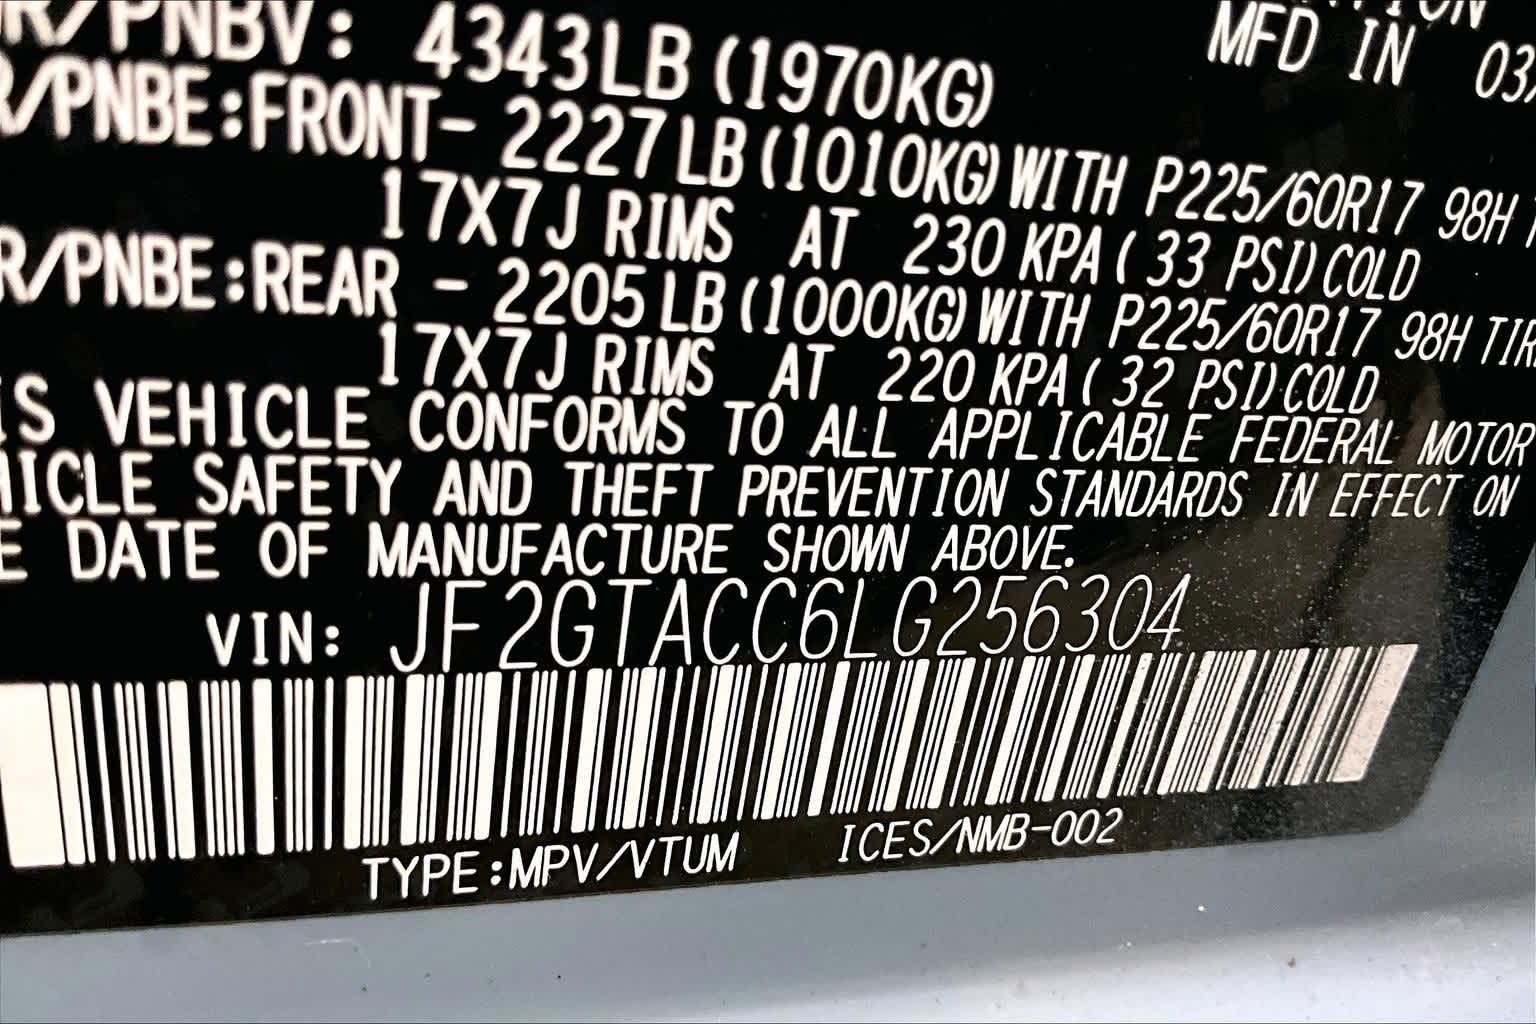 R/PNBV: 4343LB (1970KG)
MFD IN 03/
R/PNBE:FRONT- 2227LB (1010KG) WITH P225/60R17 98H
17X7J RIMS AT 230 KPA ( 33 PSI) COLD
R/PNBE:REAR - 2205LB (1000KG) WITH P225/60R17 98H TIRE
17X7J RIMS AT 220 KPA ( 32 PSI) COLD
IS VEHICLE CONFORMS TO ALL APPLICABLE FEDERAL MOTOR
HICLE SAFETY AND THEFT PREVENTION STANDARDS IN EFFECT ON
E DATE OF MANUFACTURE SHOWN ABOVE.
VIN: JF2GTACC6LG256304
TYPE:MPV/VTUM ICES/NMB-002